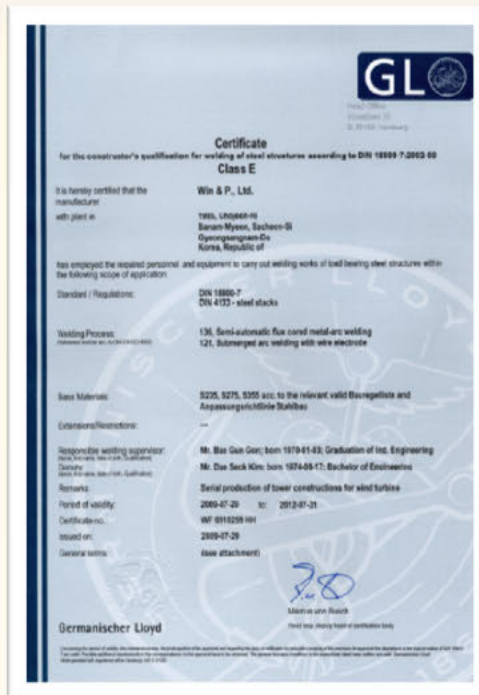 GL
Head Office
Certificate
for the constructor's qualification for welding of steel structures according to DIN 18800-7:2002-09
Class E
It is hereby certified that the
manufacturer
Win & P., Ltd.
with plant in
Sanam-Myeon, Sacheon-Si
Gyeongsangnam-Do
Korea, Republic of
has employed the required personnel and equipment to carry out welding works of load bearing steel structures within
the following scope of application
Standard / Regulations:
DIN 18800-7
DIN 4133 - steel stacks
Welding Process:
136, Semi-automatic flux cored metal-arc welding
121, Submerged arc welding with wire electrode
Base Materials:
S235, S275, S355 acc. to the relevant valid Bauregelliste and
Anpassungsrichtlinie Stahlbau
Extensions/Restrictions:
---
Responsible welding supervisor:
Mr. Bae Gun Gon; born 1970-01-03; Graduation of Ind. Engineering
Mr. Dae Seck Kim: born 1974-09-17: Bachelor of Engineering
Remarks:
Serial production of tower constructions for wind turbine
Period of validity:
2009-07-29 to: 2012-07-31
Certificate-no.
Issued on:
2009-07-29
General terms:
(see attachment)
Germanischer Lloyd